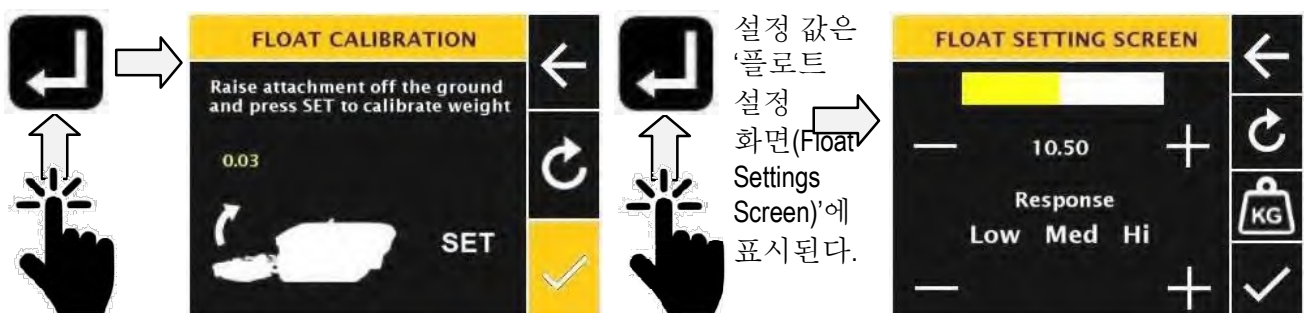 FLOAT CALIBRATION
Raise attachment off the ground
and press SET to calibrate weight
0.03
SET
설정 값은
‘플로트
설정
화면(Float
Settings
Screen)’에
표시된다.
FLOAT SETTING SCREEN
10.50
KG
Response
Low Med Hi